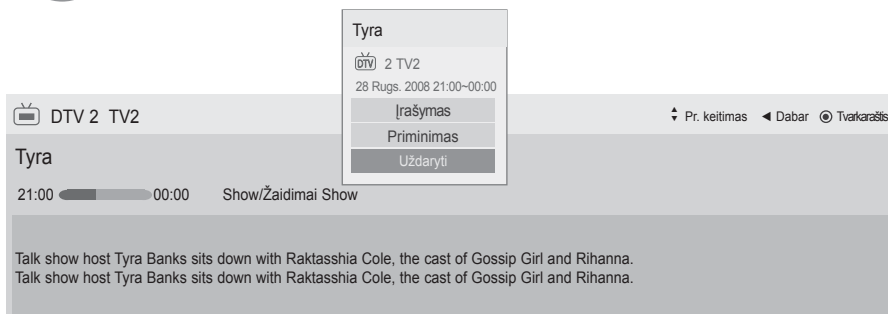 Tyra
DTV 2 TV2
28 Rugs. 2008 21:00~00:00
Įrašymas
Priminimas
Uždaryti
DTV 2 TV2
Pr. keitimas ◀ Dabar ◉ Tvarkaraštis
Tyra
21:00 00:00 Show/Žaidimai Show
Talk show host Tyra Banks sits down with Raktasshia Cole, the cast of Gossip Girl and Rihanna.
Talk show host Tyra Banks sits down with Raktasshia Cole, the cast of Gossip Girl and Rihanna.